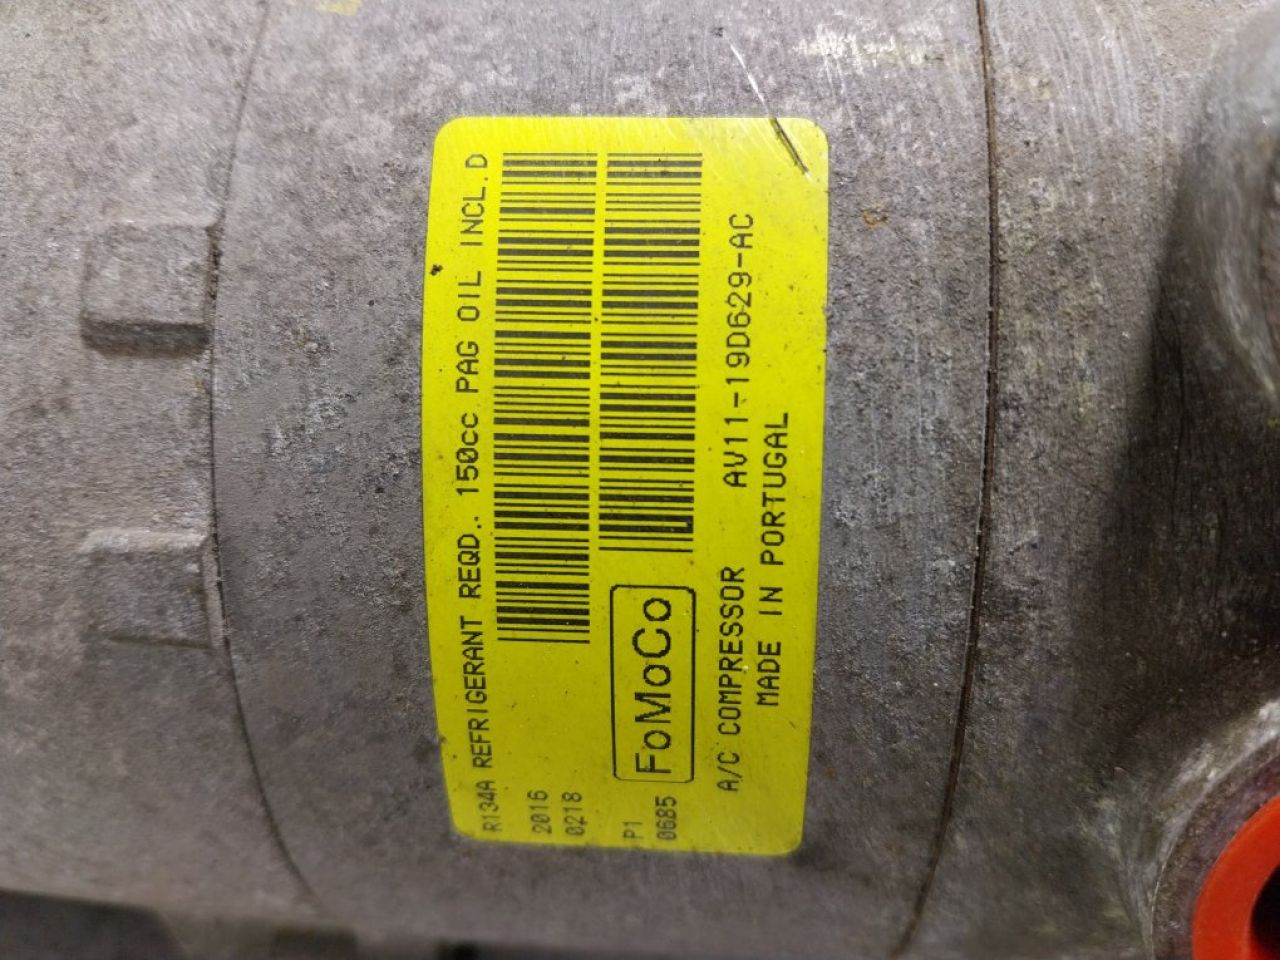 R134A REFRIGERANT REQD. 150cc PAG OIL INCL.D
2016
0218
P1
0685
FoMoCo
A/C COMPRESSOR AV11-19D629-AC
MADE IN PORTUGAL